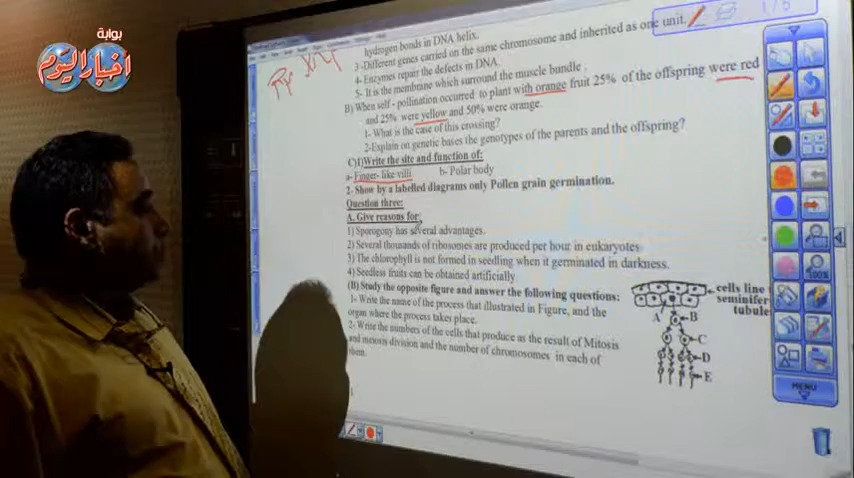 بوابة
أخبار اليوم
hydrogen bonds in DNA helix.
3 -Different genes carried on the same chromosome and inherited as one unit.
4- Enzymes repair the defects in DNA.
5- It is the membrane which surround the muscle bundle .
B) When self - pollination occurred to plant with orange fruit 25% of the offspring were red
and 25% were yellow and 50% were orange.
1- What is the case of this crossing?
2-Explain on genetic bases the genotypes of the parents and the offspring?
C)1)Write the site and function of:
a- Finger- like villi b- Polar body
2- Show by a labelled diagrams only Pollen grain germination.
Question three:
A. Give reasons for:
1) Sporogony has several advantages.
2) Several thousands of ribosomes are produced per hour in eukaryotes
3) The chlorophyll is not formed in seedling when it germinated in darkness.
4) Seedless fruits can be obtained artificially
(B) Study the opposite figure and answer the following questions:
1- Write the name of the process that illustrated in Figure, and the
organ where the process takes place.
2- Write the numbers of the cells that produce as the result of Mitosis
and meiosis division and the number of chromosomes in each of
them.
cells line
seminifer
tubule
A
B
C
D
E
100%
MENU